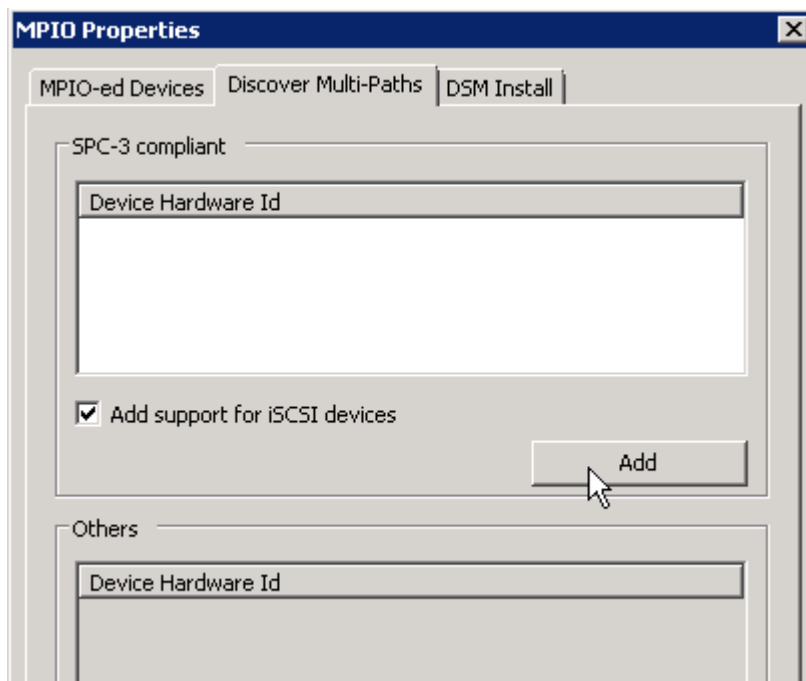 MPIO Properties
MPIO-ed Devices Discover Multi-Paths DSM Install
SPC-3 compliant
Device Hardware Id
Add support for iSCSI devices
Add
Others
Device Hardware Id